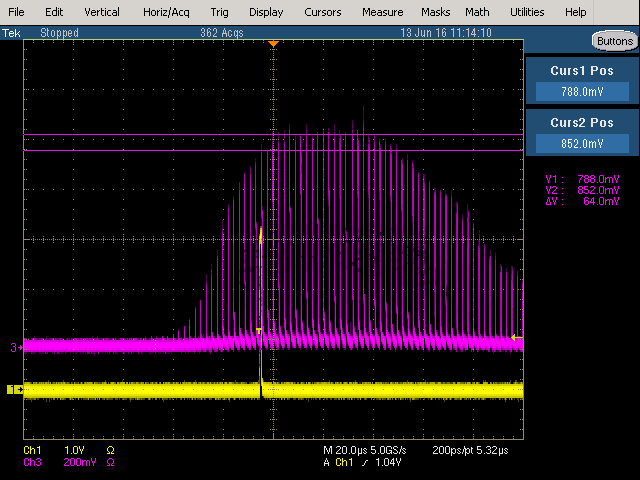 File Edit Vertical Horiz/Acq Trig Display Cursors Measure Masks Math Utilities Help
Tek Stopped 362 Acqs 13 Jun 16 11:14:10 Buttons
Curs1 Pos
788.0mV
Curs2 Pos
852.0mV
V1 : 788.0mV
V2 : 852.0mV
ΔV : 64.0mV
T
3
1
Ch1 1.0V Ω M 20.0µs 5.0GS/s 200ps/pt 5.32µs
Ch3 200mV Ω A Ch1 ∕ 1.04V